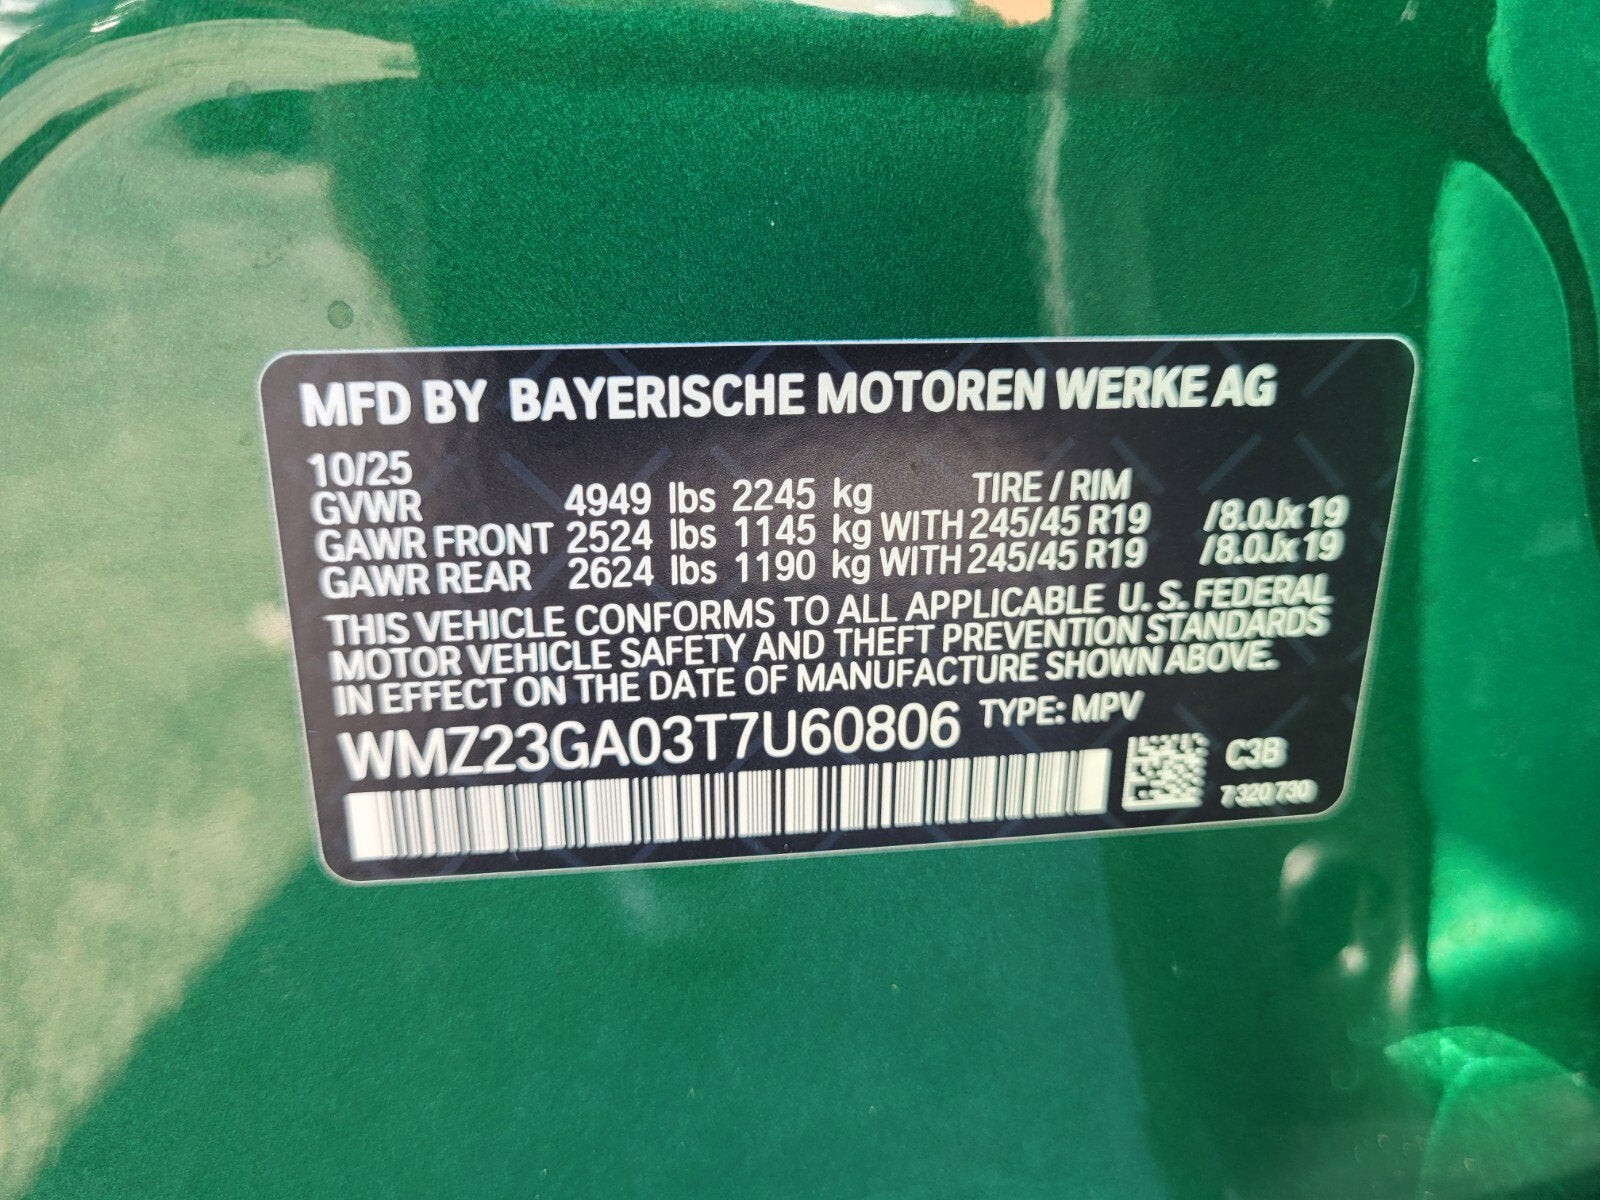 MFD BY BAYERISCHE MOTOREN WERKE AG
10/25
GVWR 4949 lbs 2245 kg TIRE / RIM
GAWR FRONT 2524 lbs 1145 kg WITH 245/45 R19 /8.0Jx19
GAWR REAR 2624 lbs 1190 kg WITH 245/45 R19 /8.0Jx19
THIS VEHICLE CONFORMS TO ALL APPLICABLE U. S. FEDERAL
MOTOR VEHICLE SAFETY AND THEFT PREVENTION STANDARDS
IN EFFECT ON THE DATE OF MANUFACTURE SHOWN ABOVE.
WMZ23GA03T7U60806 TYPE: MPV
C3B
7 320 730